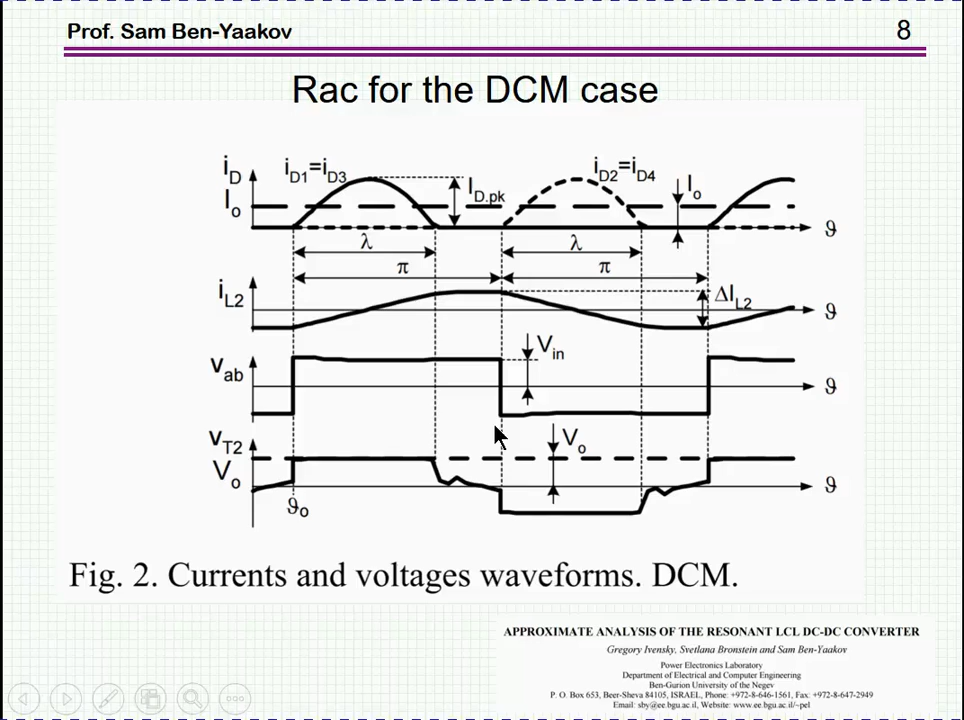 Prof. Sam Ben-Yaakov
8
Rac for the DCM case
iD
iD1=iD3
ID.pk
iD2=iD4
Io
Io
ϑ
λ
λ
π
π
iL2
ΔIL2
ϑ
vab
Vin
ϑ
vT2
Vo
Vo
ϑ
ϑo
Fig. 2. Currents and voltages waveforms. DCM.
APPROXIMATE ANALYSIS OF THE RESONANT LCL DC-DC CONVERTER
Gregory Ivensky, Svetlana Bronstein and Sam Ben-Yaakov
Power Electronics Laboratory
Department of Electrical and Computer Engineering
Ben-Gurion University of the Negev
P. O. Box 653, Beer-Sheva 84105, ISRAEL, Phone: +972-8-646-1561, Fax: +972-8-647-2949
Email: sby@ee.bgu.ac.il, Website: www.ee.bgu.ac.il/~pel